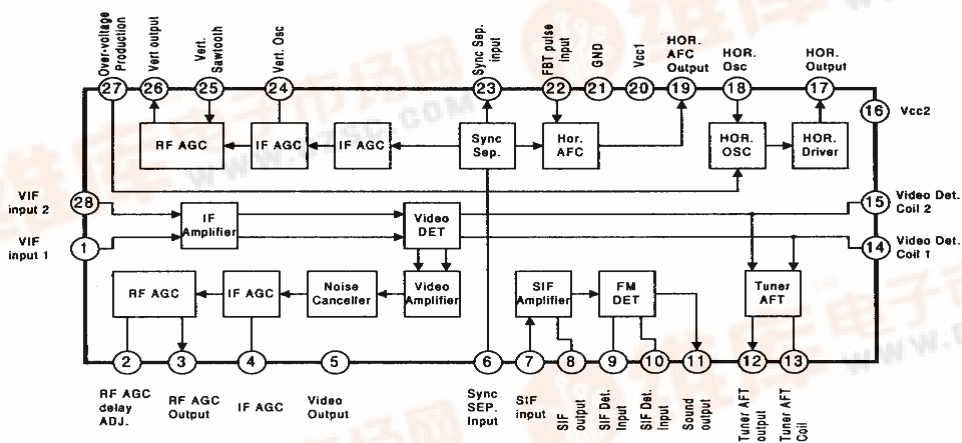 Over-voltage
Production
Vert output
Vert.
Sawtooth
Vert. Osc
Sync Sep.
input
FBT pulse
Input
GND
Vcc1
HOR.
AFC
Output
HOR.
Osc
HOR.
Output
27
26
25
24
23
22
21
20
19
18
17
16
Vcc2
RF AGC
IF AGC
IF AGC
Sync
Sep.
Hor.
AFC
HOR.
OSC
HOR.
Driver
VIF
input 2
28
IF
Amplifier
Video
DET
15
Video Det.
Coil 2
VIF
input 1
1
14
Video Det.
Coil 1
RF AGC
IF AGC
Noise
Canceller
Video
Amplifier
SIF
Amplifier
FM
DET
Tuner
AFT
2
3
4
5
6
7
8
9
10
11
12
13
RF AGC
delay
ADJ.
RF AGC
Output
IF AGC
Video
Output
Sync
SEP.
Input
SIF
input
SIF
output
SIF Det.
Input
SIF Det.
Input
Sound
output
Tuner AFT
output
Tuner AFT
Coil